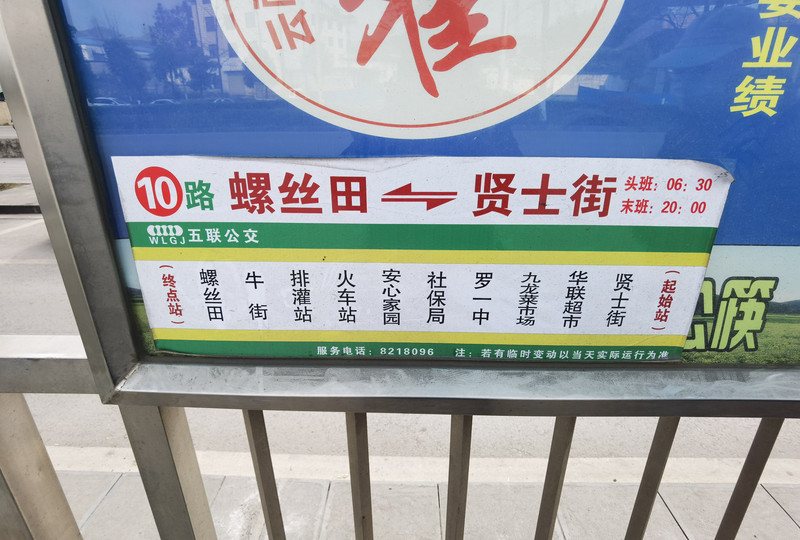 云
准
业绩
10路 螺丝田 贤士街 头班：06：30
末班：20：00
WLGJ 五联公交
（终点站）
螺丝田
牛街
排灌站
火车站
安心家园
社保局
罗一中
九龙菜市场
华联超市
贤士街
（起始站）
筷
服务电话：8218096 注：若有临时变动以当天实际运行为准